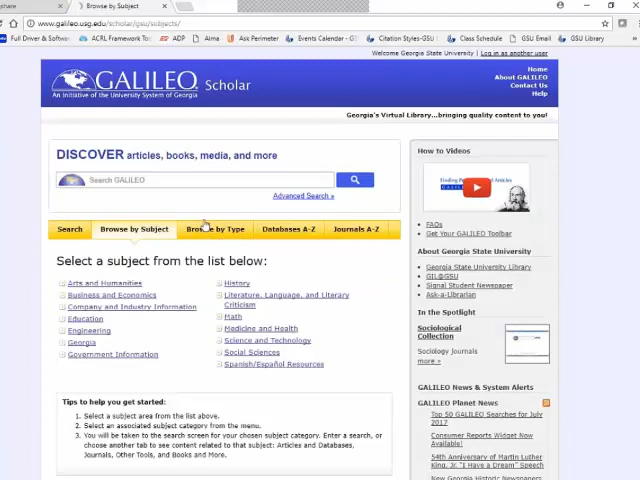 share
Browse by Subject
www.galileo.usg.edu/scholar/gsu/subjects/
Full Driver & Softwa
ACRL Framework To
ADP
Alma
Ask Perimeter
Events Calendar - GS
Citation Styles-GSU L
Class Schedule
GSU Email
GSU Library
Welcome Georgia State University | Log in as another user
GALILEO Scholar
An Initiative of the University System of Georgia
Home
About GALILEO
Contact Us
Help
Georgia's Virtual Library...bringing quality content to you!
DISCOVER articles, books, media, and more
Search GALILEO
Advanced Search »
Search
Browse by Subject
Browse by Type
Databases A-Z
Journals A-Z
Select a subject from the list below:
Arts and Humanities
Business and Economics
Company and Industry Information
Education
Engineering
Georgia
Government Information
History
Literature, Language, and Literary
Criticism
Math
Medicine and Health
Science and Technology
Social Sciences
Spanish/Español Resources
Tips to help you get started:
1. Select a subject area from the list above.
2. Select an associated subject category from the menu.
3. You will be taken to the search screen for your chosen subject category. Enter a search, or
choose another tab to see content related to that subject: Articles and Databases,
Journals, Other Tools, and Books and More.
How to Videos
FAQs
Get Your GALILEO Toolbar
About Georgia State University
Georgia State University Library
GIL@GSU
Signal Student Newspaper
Ask-a-Librarian
In the Spotlight
Sociological
Collection
Sociology Journals
more »
GALILEO News & System Alerts
GALILEO Planet News
Top 50 GALILEO Searches for July
2017
Consumer Reports Widget Now
Available!
54th Anniversary of Martin Luther
King, Jr. "I Have a Dream" Speech
New Georgia Historical Newspapers